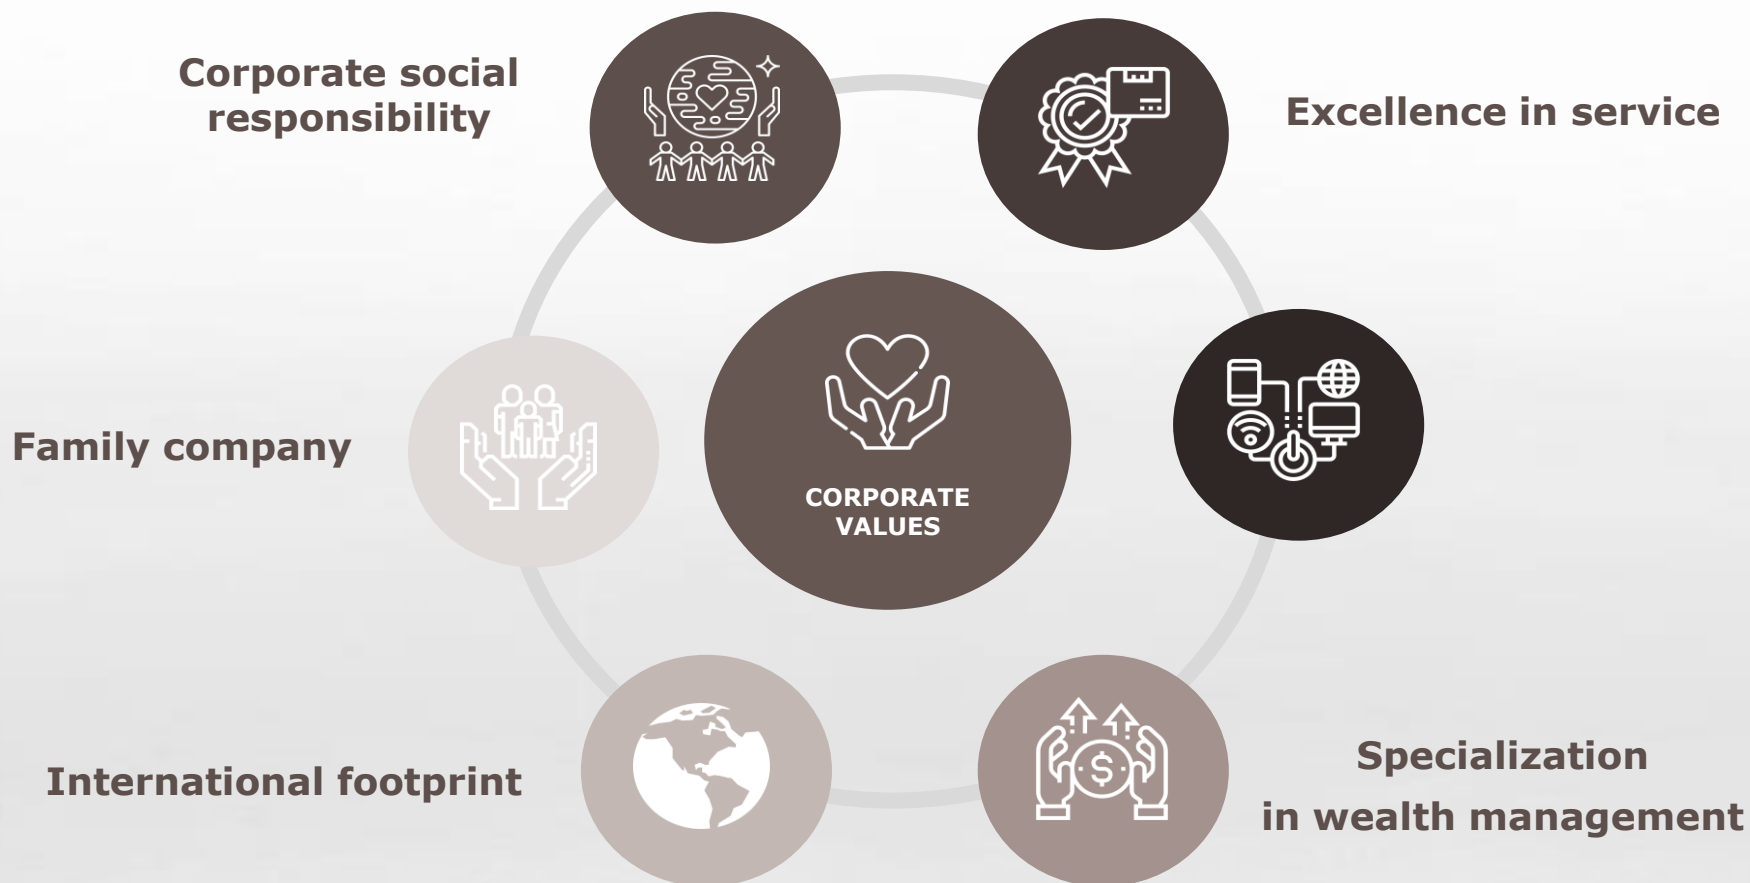 Corporate social
responsibility
Excellence in service
Family company
CORPORATE
VALUES
International footprint
Specialization
in wealth management